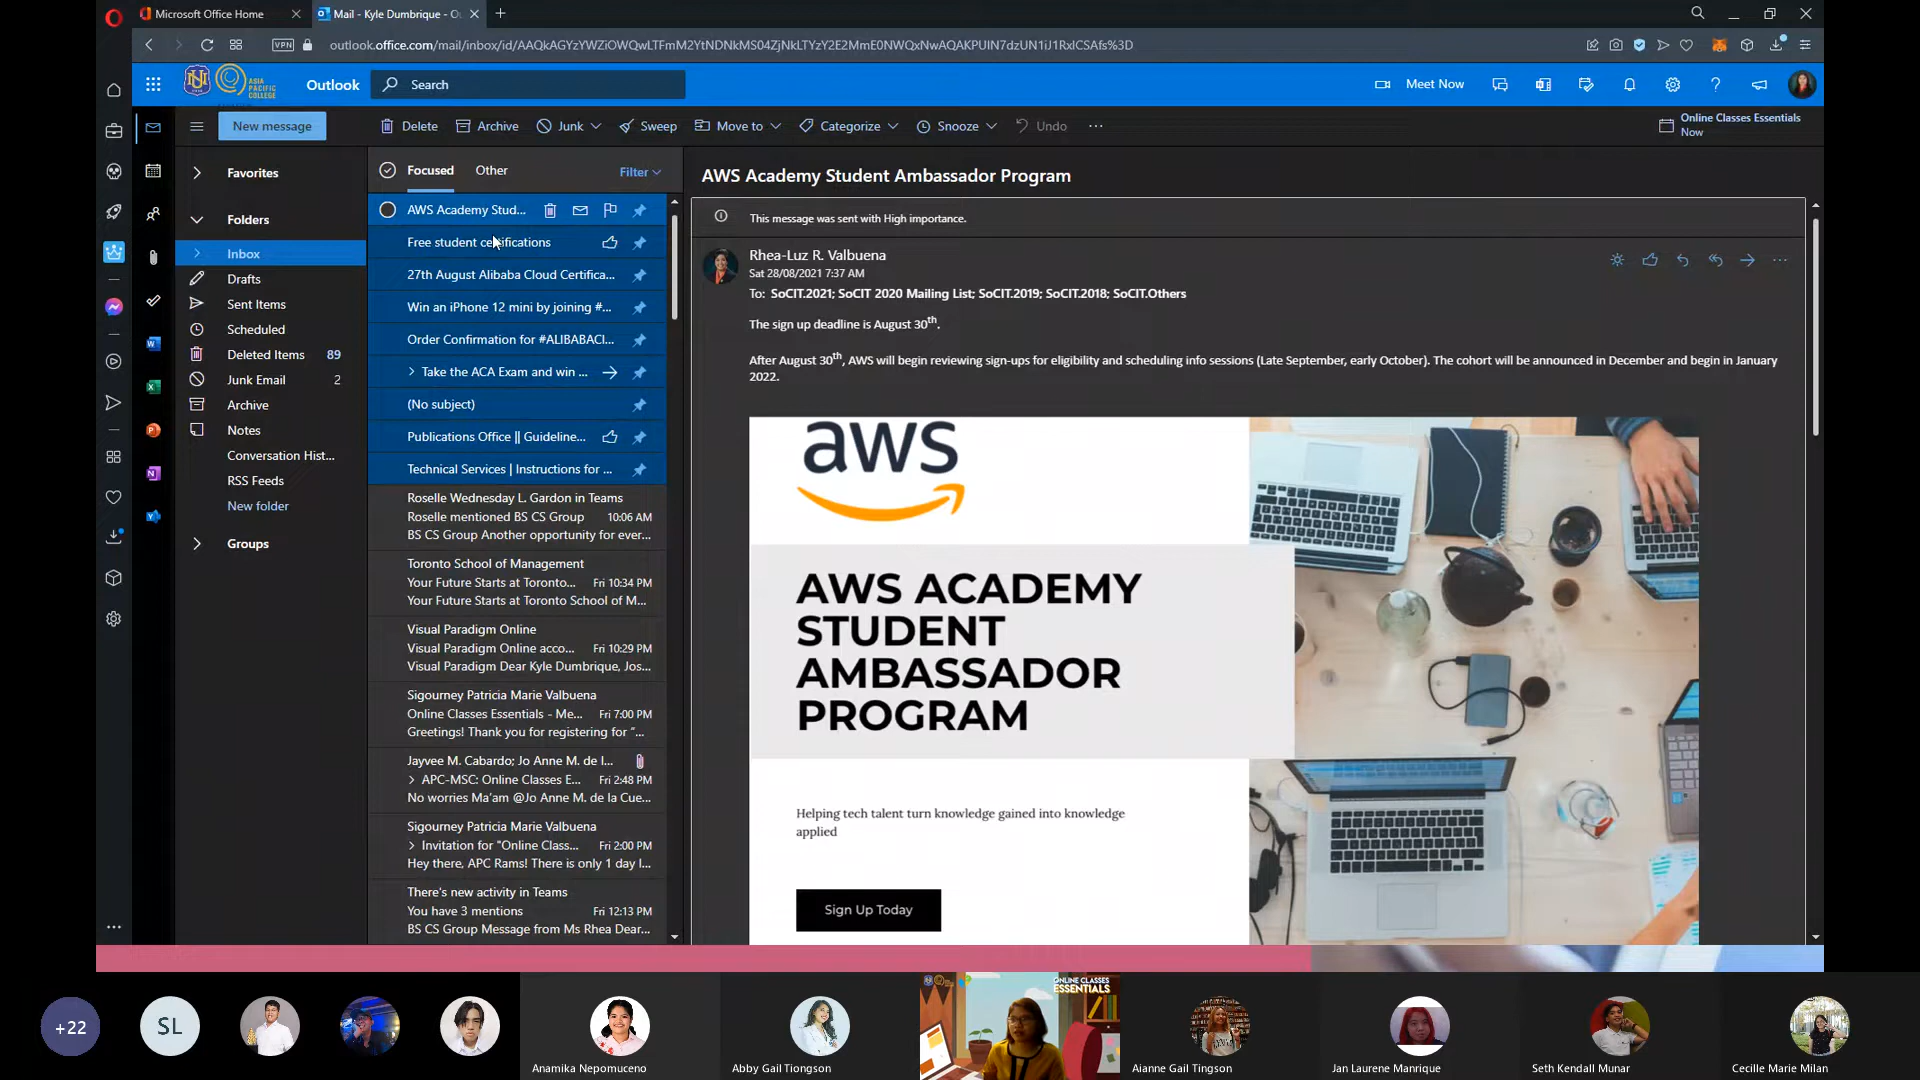 Microsoft Office Home
Mail - Kyle Dumbrique - Ou
VPN
outlook.office.com/mail/inbox/id/AAQkAGYzYWZiOWQwLTFmM2YtNDNkMS04ZjNkLTYzY2E2MmE0NWQxNwAQAKPUIN7dzUN1iJ1RxlCSAfs%3D
ASIA PACIFIC COLLEGE
Outlook
Search
Meet Now
New message
Delete
Archive
Junk
Sweep
Move to
Categorize
Snooze
Undo
Online Classes Essentials
Now
Favorites
Folders
Inbox
Drafts
Sent Items
Scheduled
Deleted Items 89
Junk Email 2
Archive
Notes
Conversation Hist...
RSS Feeds
New folder
Groups
Focused
Other
Filter
AWS Academy Stud...
Free student certifications
27th August Alibaba Cloud Certifica...
Win an iPhone 12 mini by joining #...
Order Confirmation for #ALIBABACl...
Take the ACA Exam and win ...
(No subject)
Publications Office || Guideline...
Technical Services | Instructions for ...
Roselle Wednesday L. Gardon in Teams
Roselle mentioned BS CS Group 10:06 AM
BS CS Group Another opportunity for ever...
Toronto School of Management
Your Future Starts at Toronto... Fri 10:34 PM
Your Future Starts at Toronto School of M...
Visual Paradigm Online
Visual Paradigm Online acco... Fri 10:29 PM
Visual Paradigm Dear Kyle Dumbrique, Jos...
Sigourney Patricia Marie Valbuena
Online Classes Essentials - Me... Fri 7:00 PM
Greetings! Thank you for registering for "...
Jayvee M. Cabardo; Jo Anne M. de l...
APC-MSC: Online Classes E... Fri 2:48 PM
No worries Ma'am @Jo Anne M. de la Cue...
Sigourney Patricia Marie Valbuena
Invitation for "Online Class... Fri 2:00 PM
Hey there, APC Rams! There is only 1 day l...
There's new activity in Teams
You have 3 mentions Fri 12:13 PM
BS CS Group Message from Ms Rhea Dear...
AWS Academy Student Ambassador Program
This message was sent with High importance.
Rhea-Luz R. Valbuena
Sat 28/08/2021 7:37 AM
To: SoCIT.2021; SoCIT 2020 Mailing List; SoCIT.2019; SoCIT.2018; SoCIT.Others
The sign up deadline is August 30th.
After August 30th, AWS will begin reviewing sign-ups for eligibility and scheduling info sessions (Late September, early October). The cohort will be announced in December and begin in January
2022.
aws
AWS ACADEMY
STUDENT
AMBASSADOR
PROGRAM
Helping tech talent turn knowledge gained into knowledge
applied
Sign Up Today
+22
SL
ONLINE CLASSES
ESSENTIALS
Anamika Nepomuceno
Abby Gail Tiongson
Aianne Gail Tingson
Jan Laurene Manrique
Seth Kendall Munar
Cecille Marie Milan